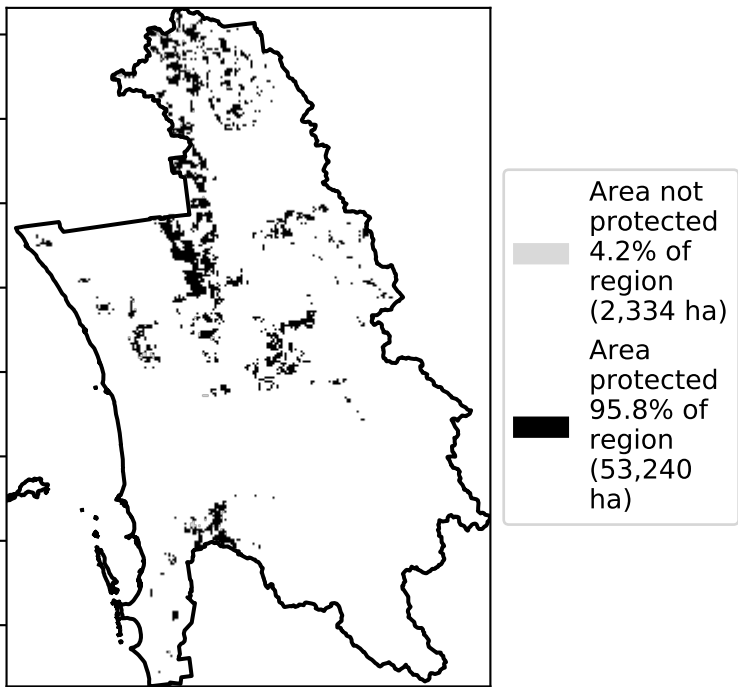 Area not
protected
4.2% of
region
(2,334 ha)
Area
protected
95.8% of
region
(53,240
ha)